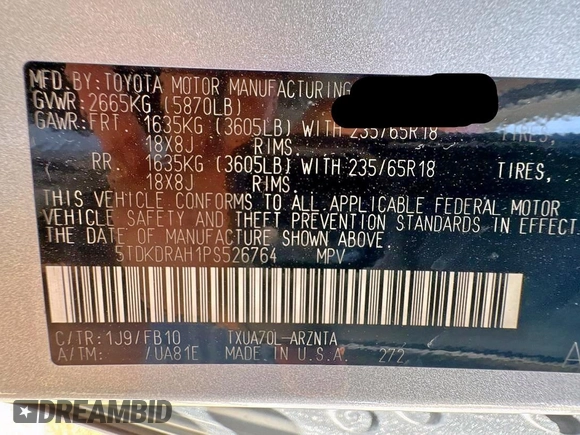 MFD.BY:TOYOTA MOTOR MANUFACTURING
GVWR:2665KG (5870LB)
GAWR:FRT. 1635KG (3605LB) WITH 235/65R18 TIRES,
18X8J RIMS.
RR. 1635KG (3605LB) WITH 235/65R18 TIRES,
18X8J RIMS.
THIS VEHICLE CONFORMS TO ALL APPLICABLE FEDERAL MOTOR
VEHICLE SAFETY AND THEFT PREVENTION STANDARDS IN EFFECT
THE DATE OF MANUFACTURE SHOWN ABOVE.
5TDKDRAH1PS526764 MPV
C/TR:1J9/FB10 TXUA70L-ARZNTA
A/TM: /UA81E MADE IN U.S.A. 272
DREAMBID